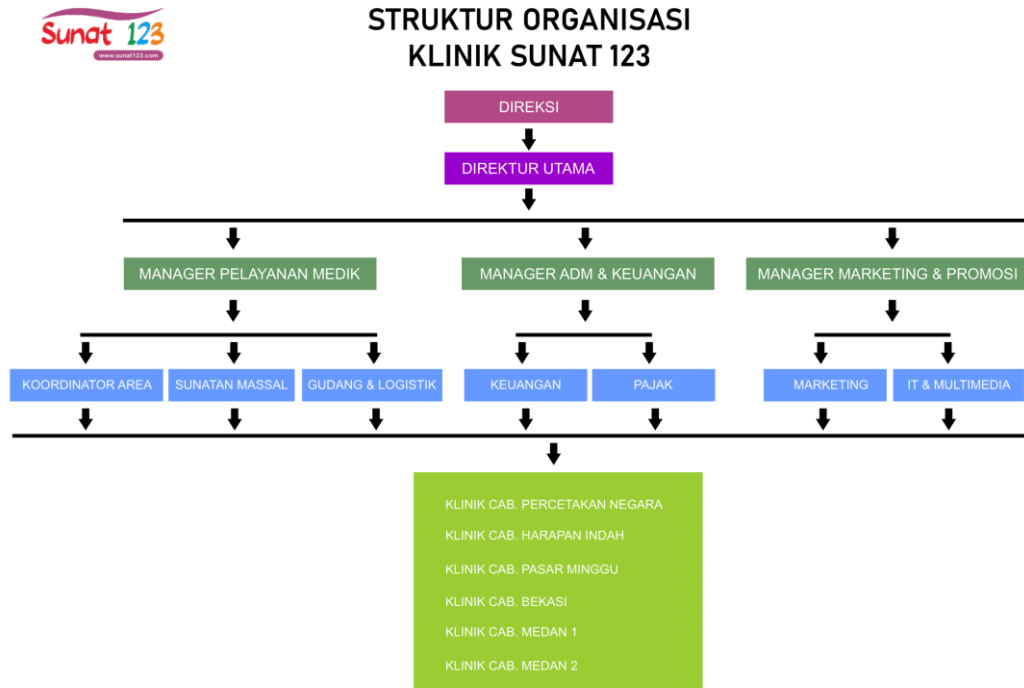 Sunat 123
www.sunat123.com
STRUKTUR ORGANISASI
KLINIK SUNAT 123
DIREKSI
DIREKTUR UTAMA
MANAGER PELAYANAN MEDIK
MANAGER ADM & KEUANGAN
MANAGER MARKETING & PROMOSI
KOORDINATOR AREA
SUNATAN MASSAL
GUDANG & LOGISTIK
KEUANGAN
PAJAK
MARKETING
IT & MULTIMEDIA
KLINIK CAB. PERCETAKAN NEGARA
KLINIK CAB. HARAPAN INDAH
KLINIK CAB. PASAR MINGGU
KLINIK CAB. BEKASI
KLINIK CAB. MEDAN 1
KLINIK CAB. MEDAN 2